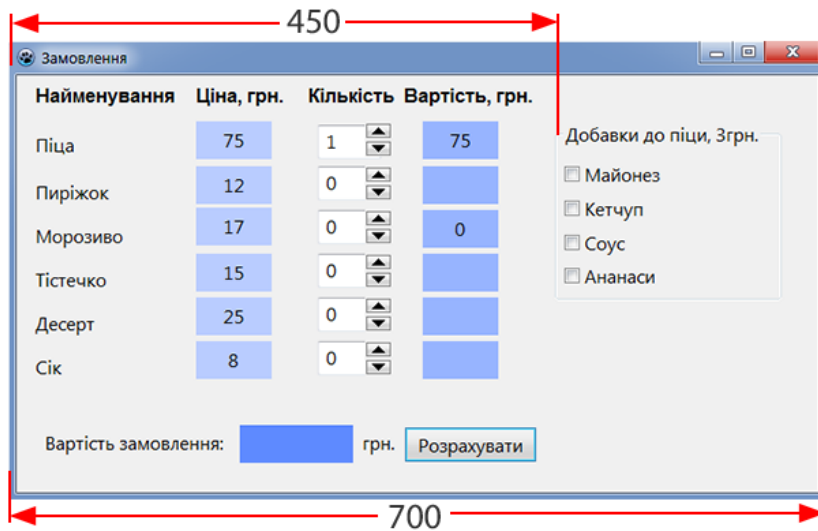 450
Замовлення
Найменування Ціна, грн. Кількість Вартість, грн.
Піца 75 1 75 Добавки до піци, 3грн.
Майонез
Пиріжок 12 0
Кетчуп
Морозиво 17 0 0
Соус
Тістечко 15 0 Ананаси
Десерт 25 0
Сік 8 0
Вартість замовлення: грн. Розрахувати
700